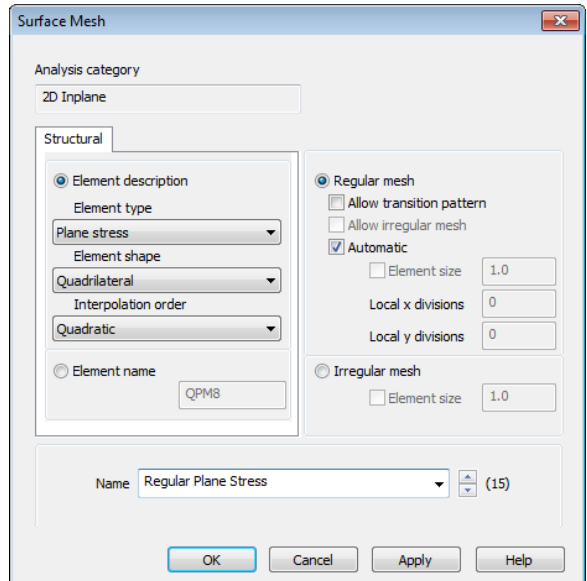 Surface Mesh
Analysis category
2D Inplane
Structural
Element description
Element type
Plane stress
Element shape
Quadrilateral
Interpolation order
Quadratic
Element name
QPM8
Regular mesh
Allow transition pattern
Allow irregular mesh
Automatic
Element size 1.0
Local x divisions 0
Local y divisions 0
Irregular mesh
Element size 1.0
Name Regular Plane Stress (15)
OK Cancel Apply Help